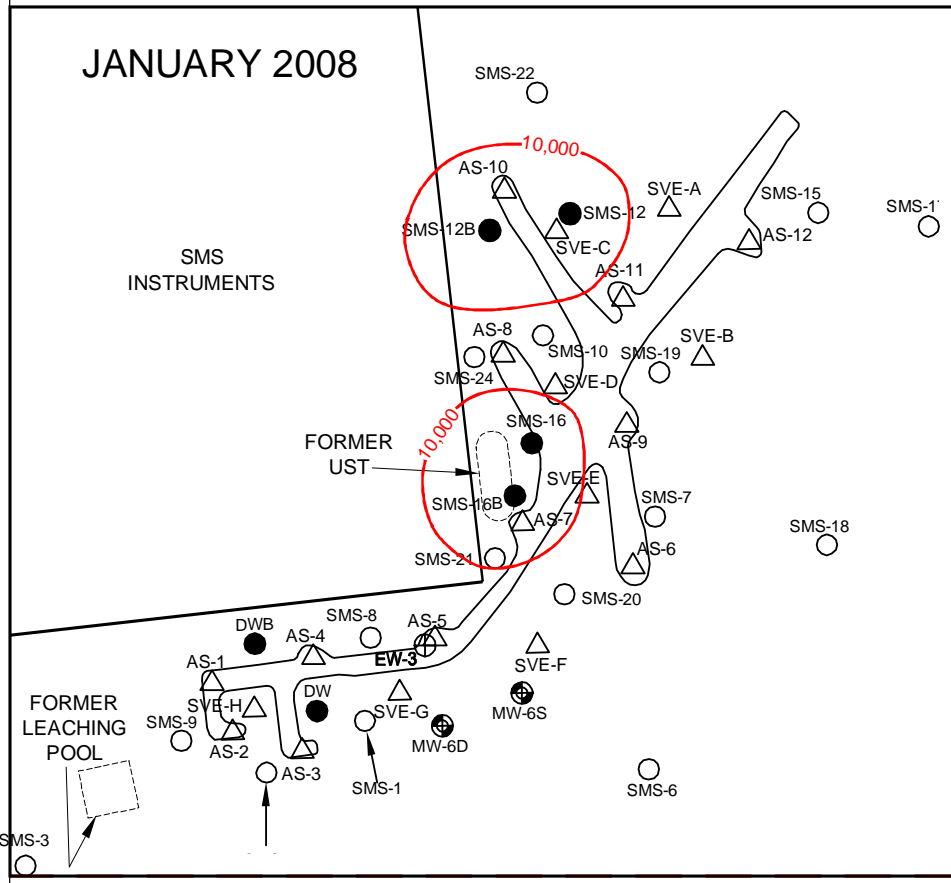 JANUARY 2008
SMS-22
10,000
AS-10
SVE-A
SMS-15
SMS-12
SMS-1
SMS-12B
SVE-C
AS-12
SMS
INSTRUMENTS
AS-11
AS-8
SMS-10
SVE-B
SMS-19
SMS-24
SVE-D
10,000
SMS-16
AS-9
FORMER
UST
SVE-E
SMS-16B
SMS-7
AS-7
SMS-18
SMS-21
AS-6
SMS-20
DWB
SMS-8
AS-5
AS-4
EW-3
SVE-F
AS-1
FORMER
LEACHING
POOL
SVE-H
DW
SVE-G
MW-6S
SMS-9
AS-2
MW-6D
AS-3
SMS-1
SMS-6
SMS-3